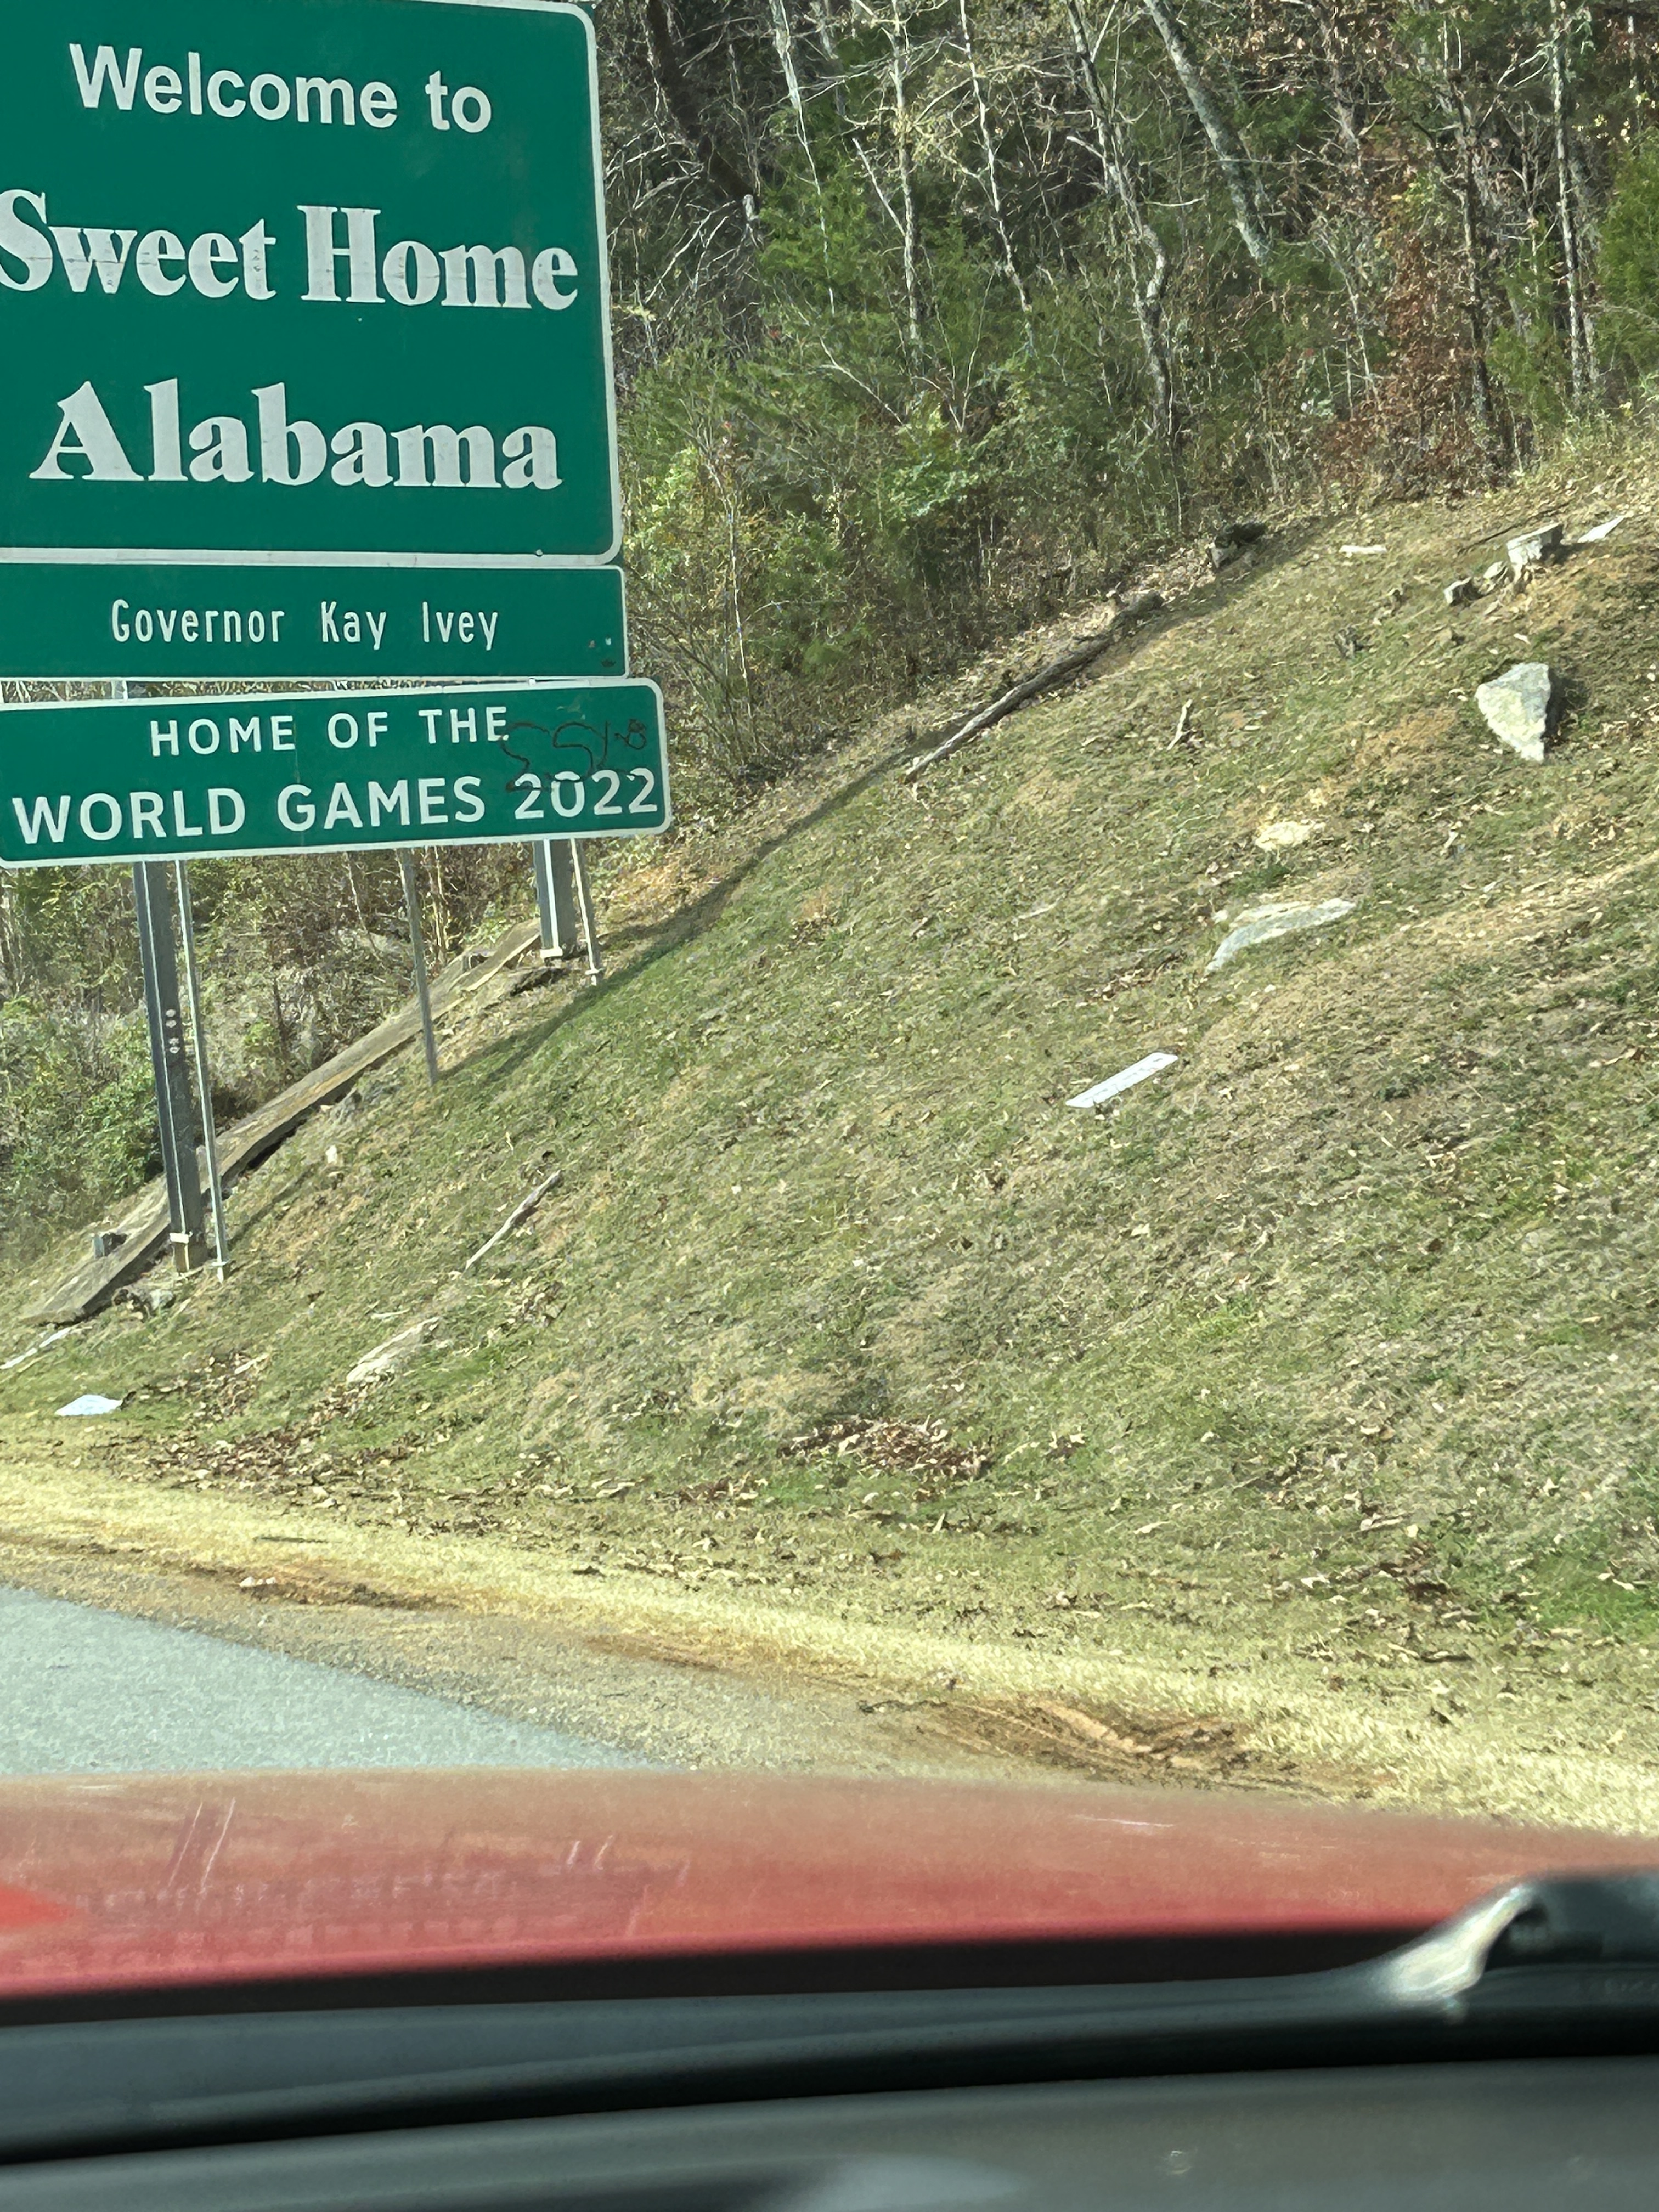 Welcome to
Sweet Home
Alabama
Governor Kay Ivey
HOME OF THE
WORLD GAMES 2022